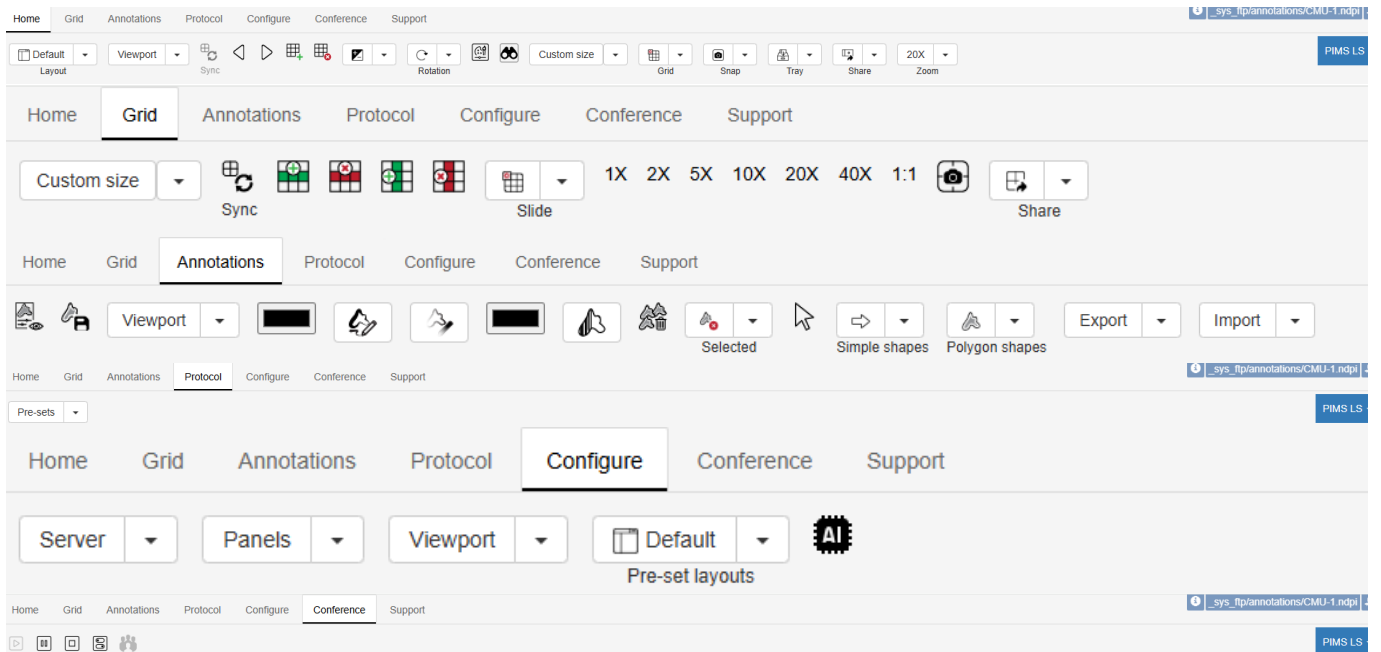 Home Grid Annotations Protocol Configure Conference Support
_sys_ftp/annotations/CMU-1.ndpi
Default Viewport Custom size 20X PIMS LS
Layout Sync Rotation Grid Snap Tray Share Zoom
Home Grid Annotations Protocol Configure Conference Support
Custom size 1X 2X 5X 10X 20X 40X 1:1
Sync Slide Share
Home Grid Annotations Protocol Configure Conference Support
Viewport Export Import
Selected Simple shapes Polygon shapes
Home Grid Annotations Protocol Configure Conference Support
_sys_ftp/annotations/CMU-1.ndpi
Pre-sets PIMS LS
Home Grid Annotations Protocol Configure Conference Support
Server Panels Viewport Default AI
Pre-set layouts
Home Grid Annotations Protocol Configure Conference Support
_sys_ftp/annotations/CMU-1.ndpi
PIMS LS